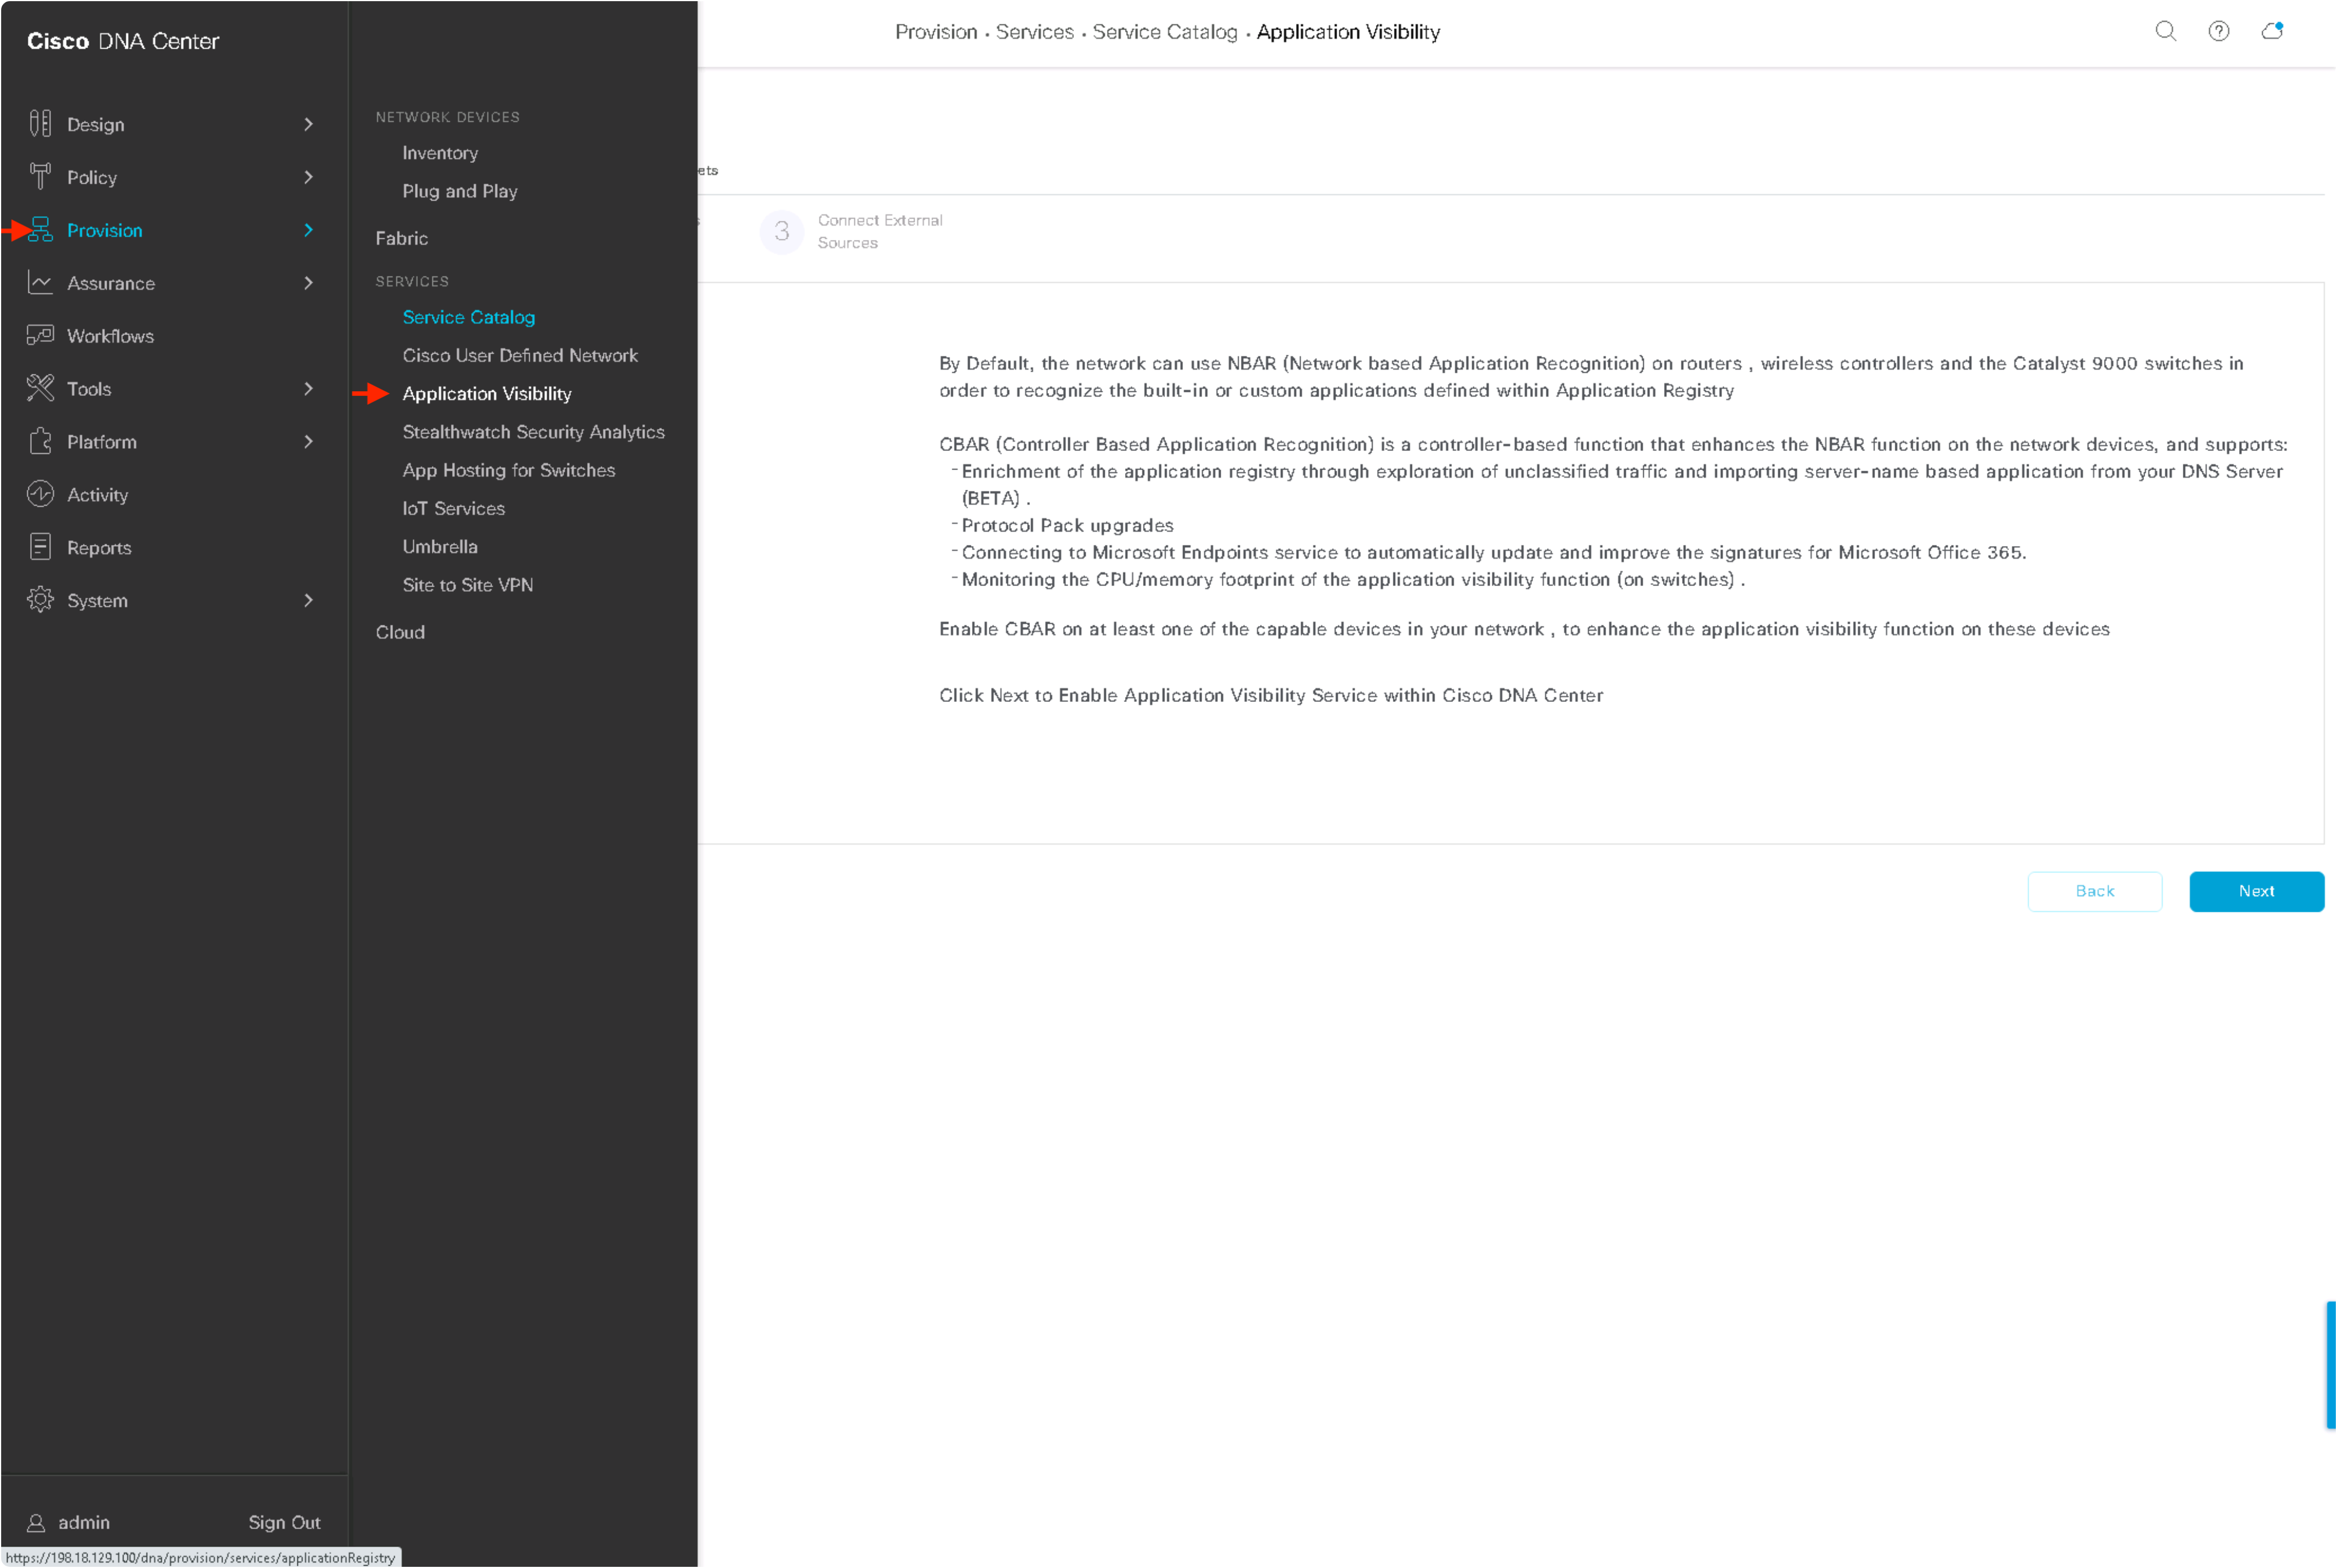 Cisco DNA Center
Design
Policy
Provision
Assurance
Workflows
Tools
Platform
Activity
Reports
System
admin
Sign Out
https://198.18.129.100/dna/provision/services/applicationRegistry
NETWORK DEVICES
Inventory
Plug and Play
Fabric
SERVICES
Service Catalog
Cisco User Defined Network
Application Visibility
Stealthwatch Security Analytics
App Hosting for Switches
IoT Services
Umbrella
Site to Site VPN
Cloud
Provision · Services · Service Catalog · Application Visibility
ets
3
Connect External
Sources
By Default, the network can use NBAR (Network based Application Recognition) on routers , wireless controllers and the Catalyst 9000 switches in
order to recognize the built-in or custom applications defined within Application Registry
CBAR (Controller Based Application Recognition) is a controller-based function that enhances the NBAR function on the network devices, and supports:
- Enrichment of the application registry through exploration of unclassified traffic and importing server-name based application from your DNS Server
(BETA) .
- Protocol Pack upgrades
- Connecting to Microsoft Endpoints service to automatically update and improve the signatures for Microsoft Office 365.
- Monitoring the CPU/memory footprint of the application visibility function (on switches) .
Enable CBAR on at least one of the capable devices in your network , to enhance the application visibility function on these devices
Click Next to Enable Application Visibility Service within Cisco DNA Center
Back
Next